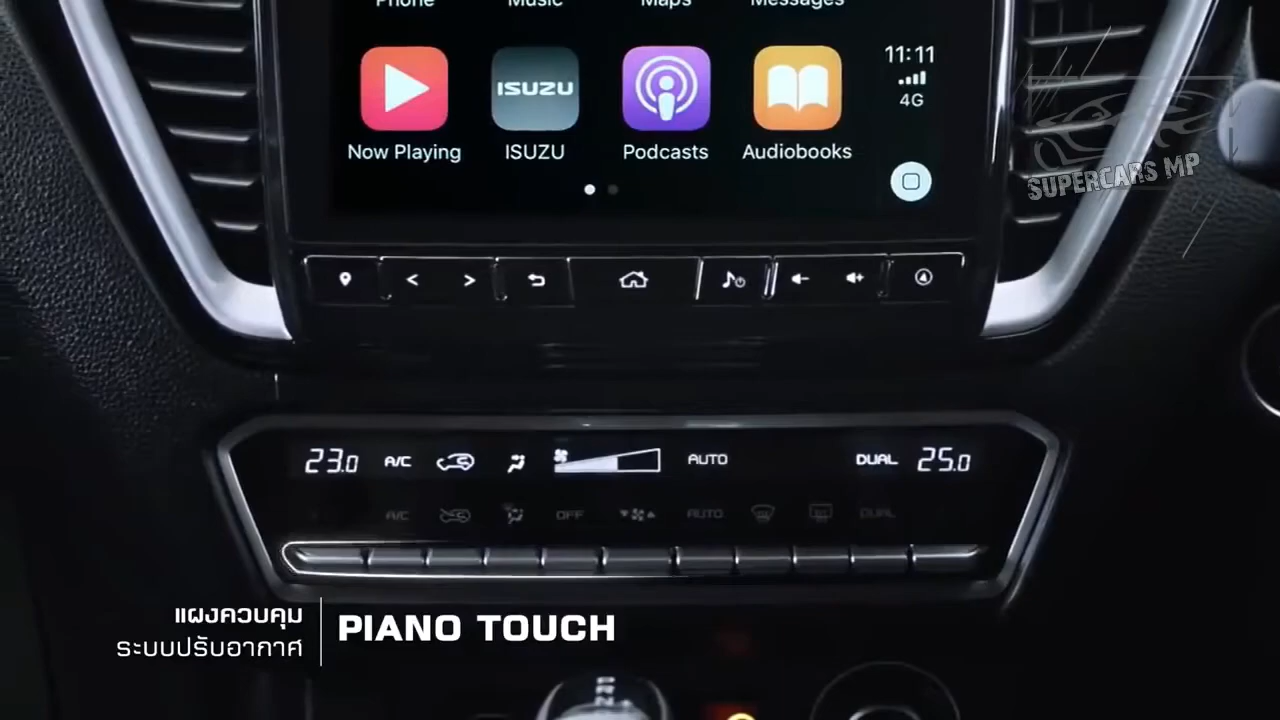 Phone Music Maps Messages
11:11
4G
ISUZU
Now Playing ISUZU Podcasts Audiobooks
SUPERCARS MP
23.0 A/C AUTO DUAL 25.0
A/C OFF AUTO DUAL
แผงควบคุม
ระบบปรับอากาศ
PIANO TOUCH
P
R
N
+